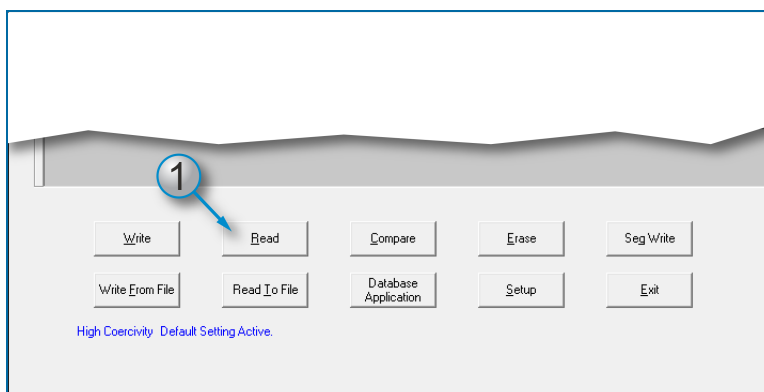 1
Write Read Compare Erase Seg Write
Write From File Read To File Database Application Setup Exit
High Coercivity Default Setting Active.